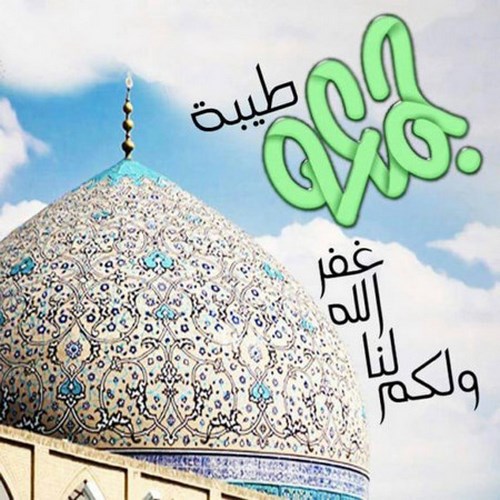 جمعة
طيبة
غفر
الله
لنا
ولكم